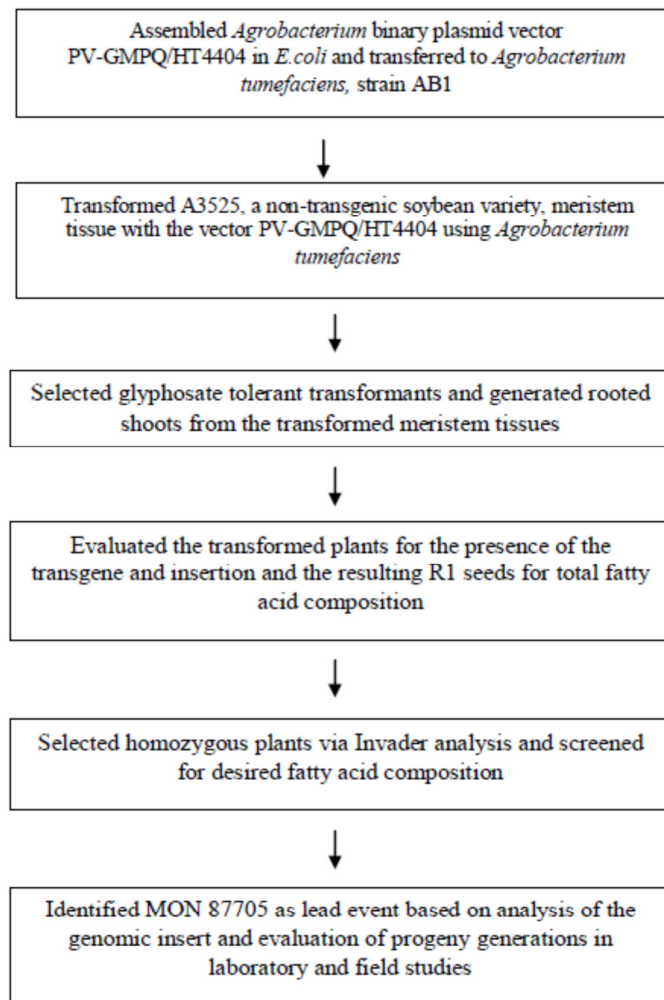 Assembled Agrobacterium binary plasmid vector
PV-GMPQ/HT4404 in E.coli and transferred to Agrobacterium
tumefaciens, strain AB1
Transformed A3525, a non-transgenic soybean variety, meristem
tissue with the vector PV-GMPQ/HT4404 using Agrobacterium
tumefaciens
Selected glyphosate tolerant transformants and generated rooted
shoots from the transformed meristem tissues
Evaluated the transformed plants for the presence of the
transgene and insertion and the resulting R1 seeds for total fatty
acid composition
Selected homozygous plants via Invader analysis and screened
for desired fatty acid composition
Identified MON 87705 as lead event based on analysis of the
genomic insert and evaluation of progeny generations in
laboratory and field studies